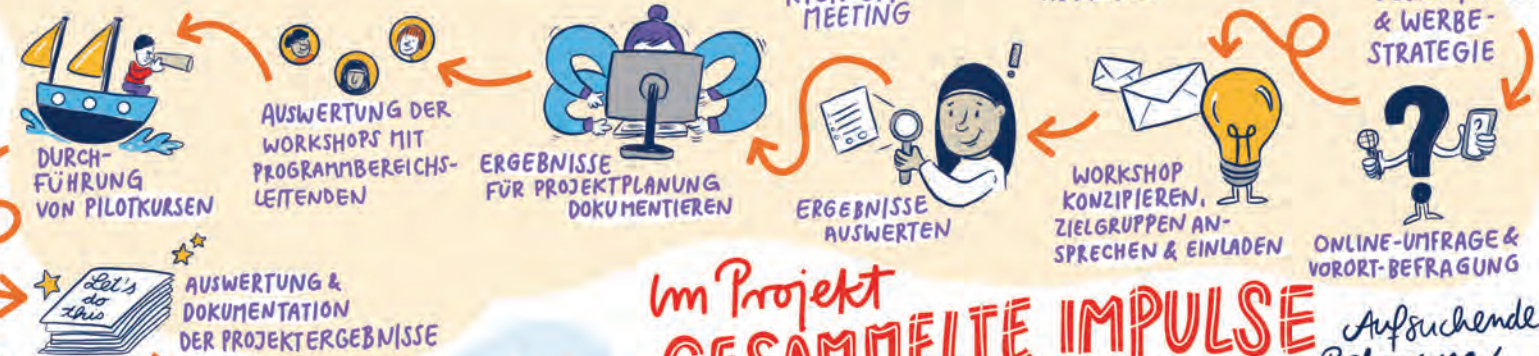 MEETING
& WERBE-
STRATEGIE
DURCH-
FÜHRUNG
VON PILOTKURSEN
AUSWERTUNG DER
WORKSHOPS MIT
PROGRAMMBEREICHS-
LEITENDEN
ERGEBNISSE
FÜR PROJEKTPLANUNG
DOKUMENTIEREN
!
ERGEBNISSE
AUSWERTEN
WORKSHOP
KONZIPIEREN,
ZIELGRUPPEN AN-
SPRECHEN & EINLADEN
?
ONLINE-UMFRAGE &
VORORT-BEFRAGUNG
Let's
do
this
AUSWERTUNG &
DOKUMENTATION
DER PROJEKTERGEBNISSE
Im Projekt
GESAMMELTE IMPULSE
Aufsuchende